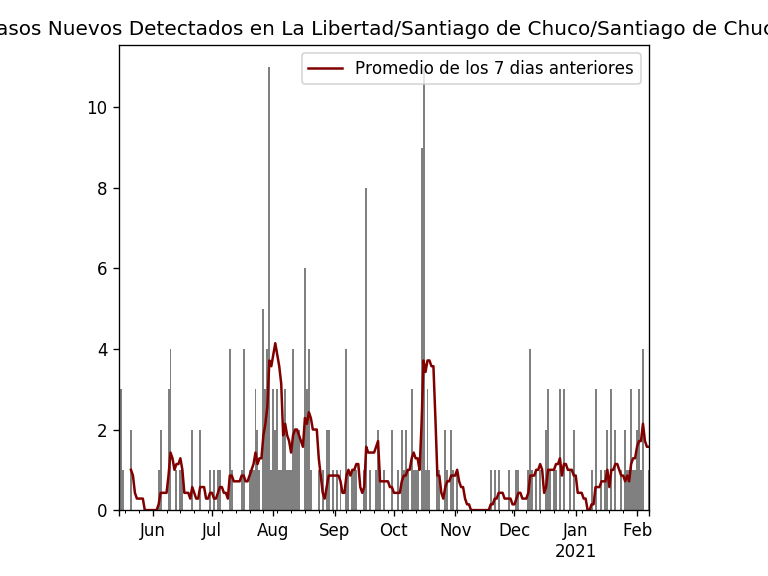 asos Nuevos Detectados en La Libertad/Santiago de Chuco/Santiago de Chuc
Promedio de los 7 dias anteriores
10
8
6
4
2
0
Jun Jul Aug Sep Oct Nov Dec Jan Feb
2021